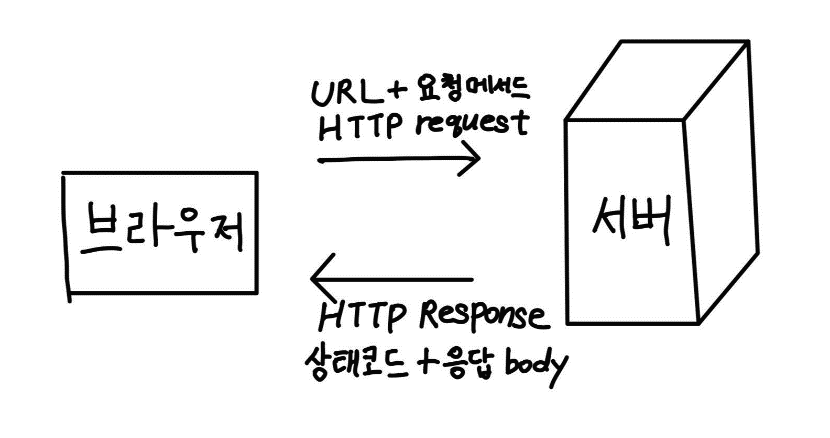 URL + 요청메서드
HTTP request
브라우저
서버
HTTP Response
상태코드 + 응답 body